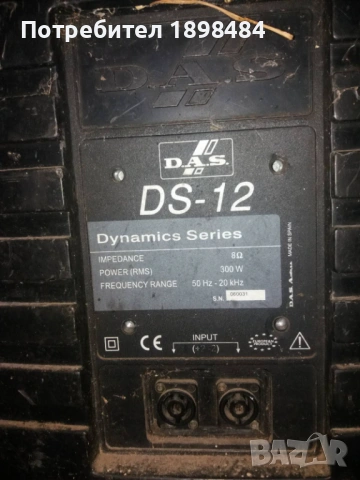 Потребител 1898484
D.A.S.
D.A.S.
DS-12
Dynamics Series
IMPEDANCE 8Ω
POWER (RMS) 300 W
FREQUENCY RANGE 50 Hz - 20 kHz
S.N.
D.A.S. Audio MADE IN SPAIN
CE
INPUT
BAZAR